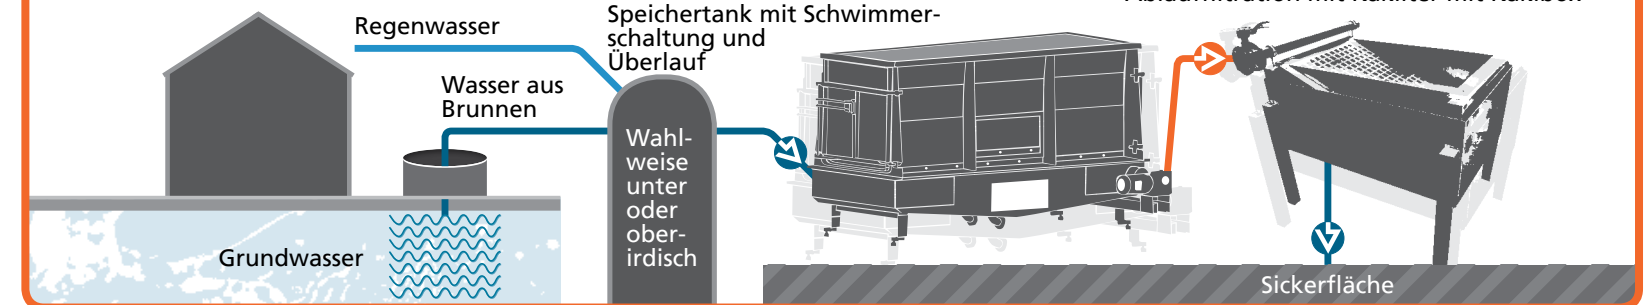 Regenwasser
Speichertank mit Schwimmer-
schaltung und
Überlauf
Wasser aus
Brunnen
Wahl-
weise
unter
oder
ober-
irdisch
Grundwasser
Sickerfläche